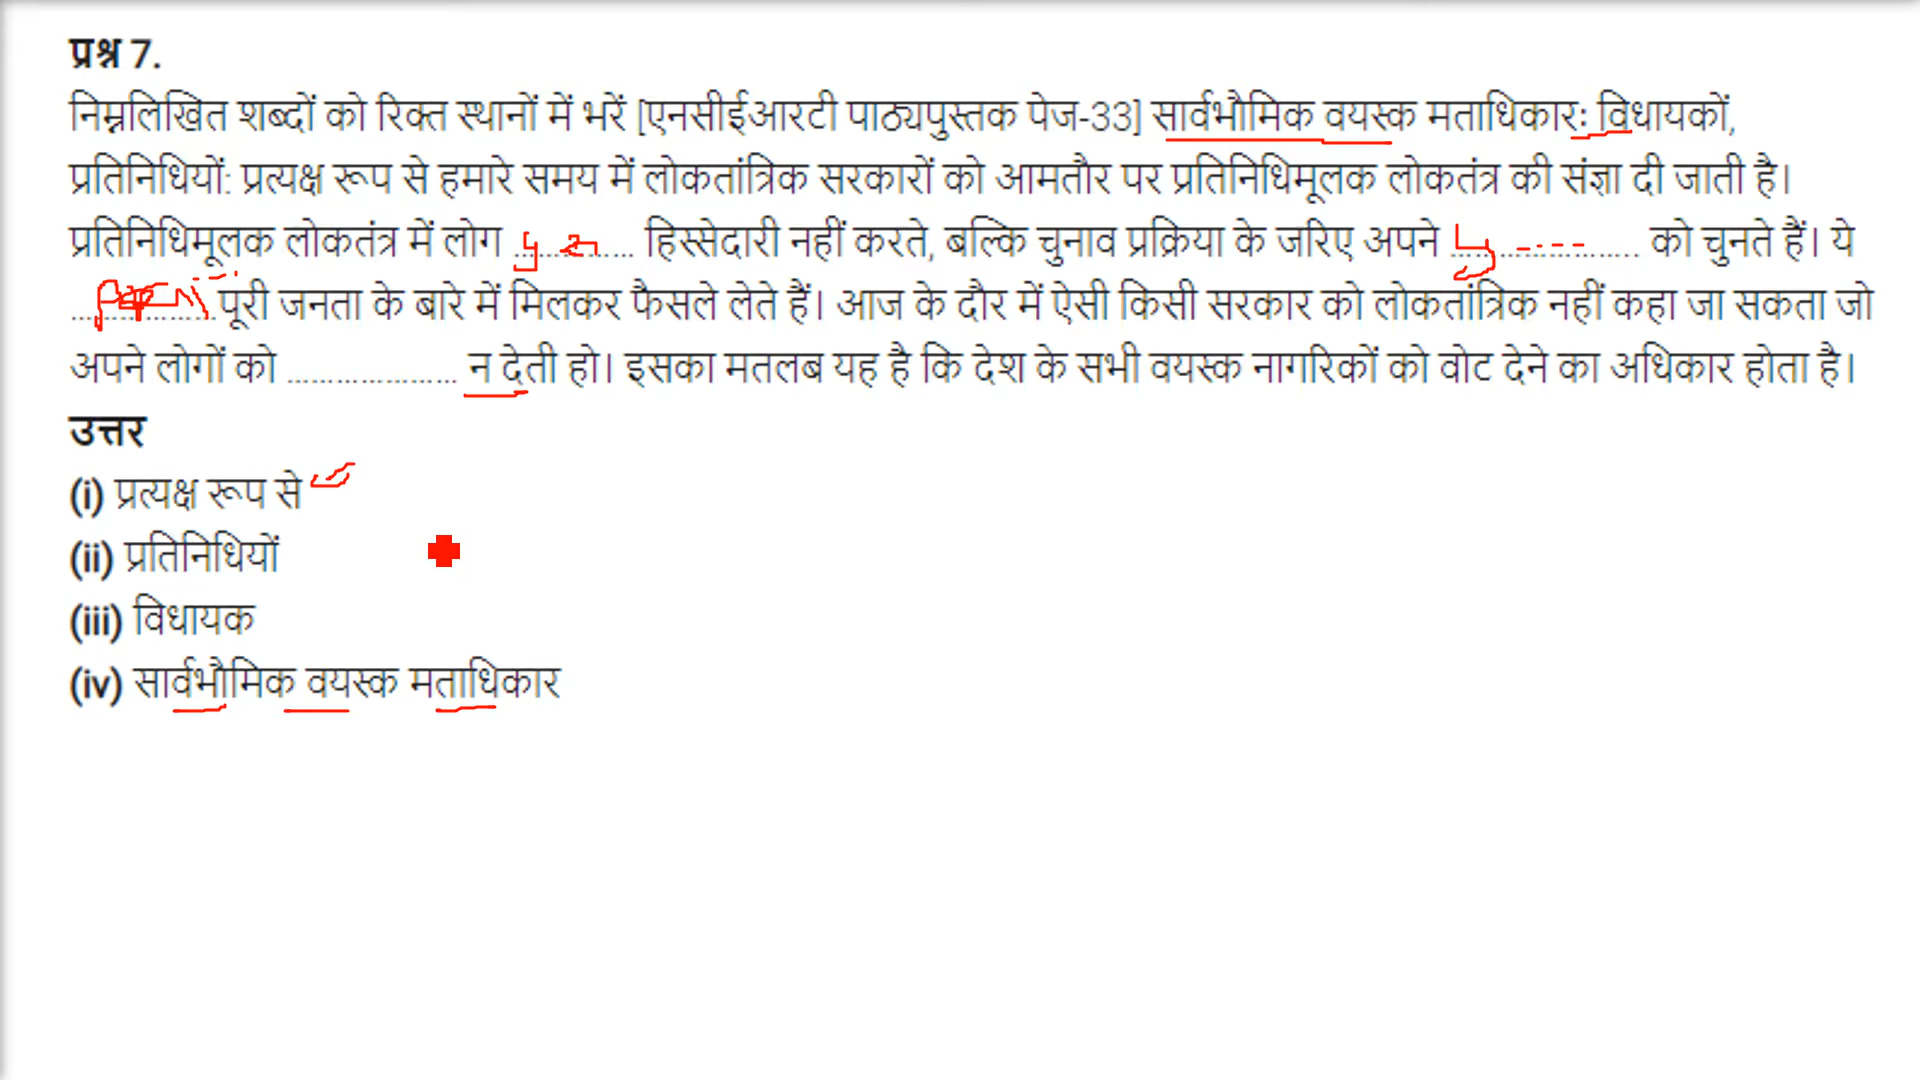 प्रश्न 7.
निम्नलिखित शब्दों को रिक्त स्थानों में भरें [एनसीईआरटी पाठ्यपुस्तक पेज-33] सार्वभौमिक वयस्क मताधिकारः विधायकों,
प्रतिनिधियों: प्रत्यक्ष रूप से हमारे समय में लोकतांत्रिक सरकारों को आमतौर पर प्रतिनिधिमूलक लोकतंत्र की संज्ञा दी जाती है।
प्रतिनिधिमूलक लोकतंत्र में लोग ............... हिस्सेदारी नहीं करते, बल्कि चुनाव प्रक्रिया के जरिए अपने ....................... को चुनते हैं। ये
.................. पूरी जनता के बारे में मिलकर फैसले लेते हैं। आज के दौर में ऐसी किसी सरकार को लोकतांत्रिक नहीं कहा जा सकता जो
अपने लोगों को ..................... न देती हो। इसका मतलब यह है कि देश के सभी वयस्क नागरिकों को वोट देने का अधिकार होता है।
उत्तर
(i) प्रत्यक्ष रूप से
(ii) प्रतिनिधियों
(iii) विधायक
(iv) सार्वभौमिक वयस्क मताधिकार